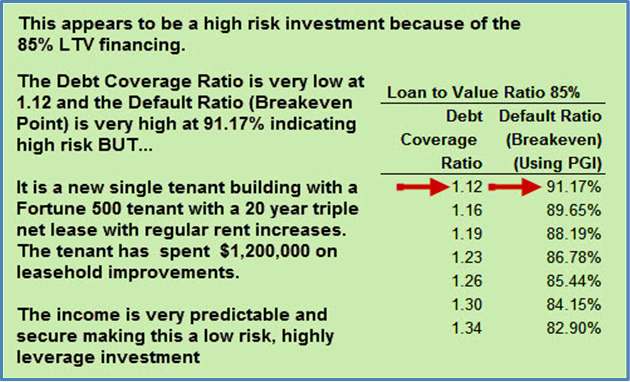 This appears to be a high risk investment because of the
85% LTV financing.
The Debt Coverage Ratio is very low at
1.12 and the Default Ratio (Breakeven
Point) is very high at 91.17% indicating
high risk BUT...
It is a new single tenant building with a
Fortune 500 tenant with a 20 year triple
net lease with regular rent increases.
The tenant has spent $1,200,000 on
leasehold improvements.
The income is very predictable and
secure making this a low risk, highly
leverage investment
Loan to Value Ratio 85%
Debt Default Ratio
Coverage (Breakeven)
Ratio (Using PGI)
1.12 91.17%
1.16 89.65%
1.19 88.19%
1.23 86.78%
1.26 85.44%
1.30 84.15%
1.34 82.90%